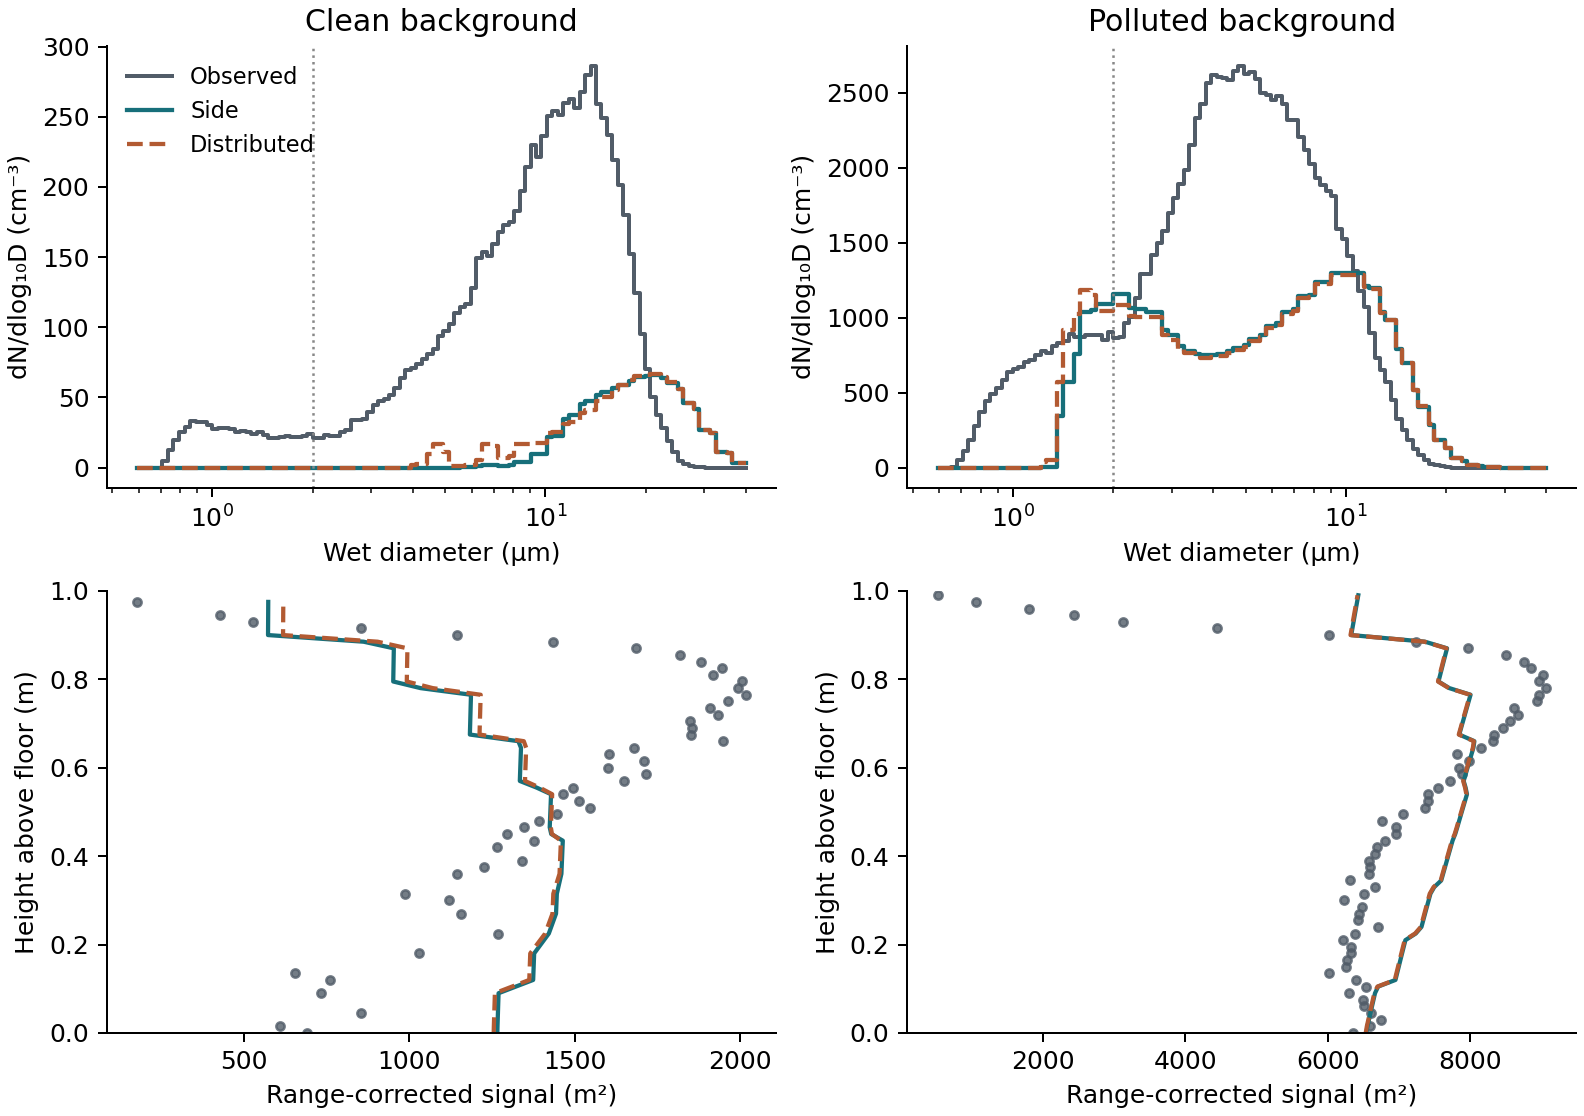 Clean background
300
250
200
150
100
50
0
dN/dlog₁₀D (cm⁻³)
Observed
Side
Distributed
10⁰
10¹
Wet diameter (µm)
Polluted background
2500
2000
1500
1000
500
0
dN/dlog₁₀D (cm⁻³)
10⁰
10¹
Wet diameter (µm)
1.0
0.8
0.6
0.4
0.2
0.0
Height above floor (m)
500
1000
1500
2000
Range-corrected signal (m²)
1.0
0.8
0.6
0.4
0.2
0.0
Height above floor (m)
2000
4000
6000
8000
Range-corrected signal (m²)